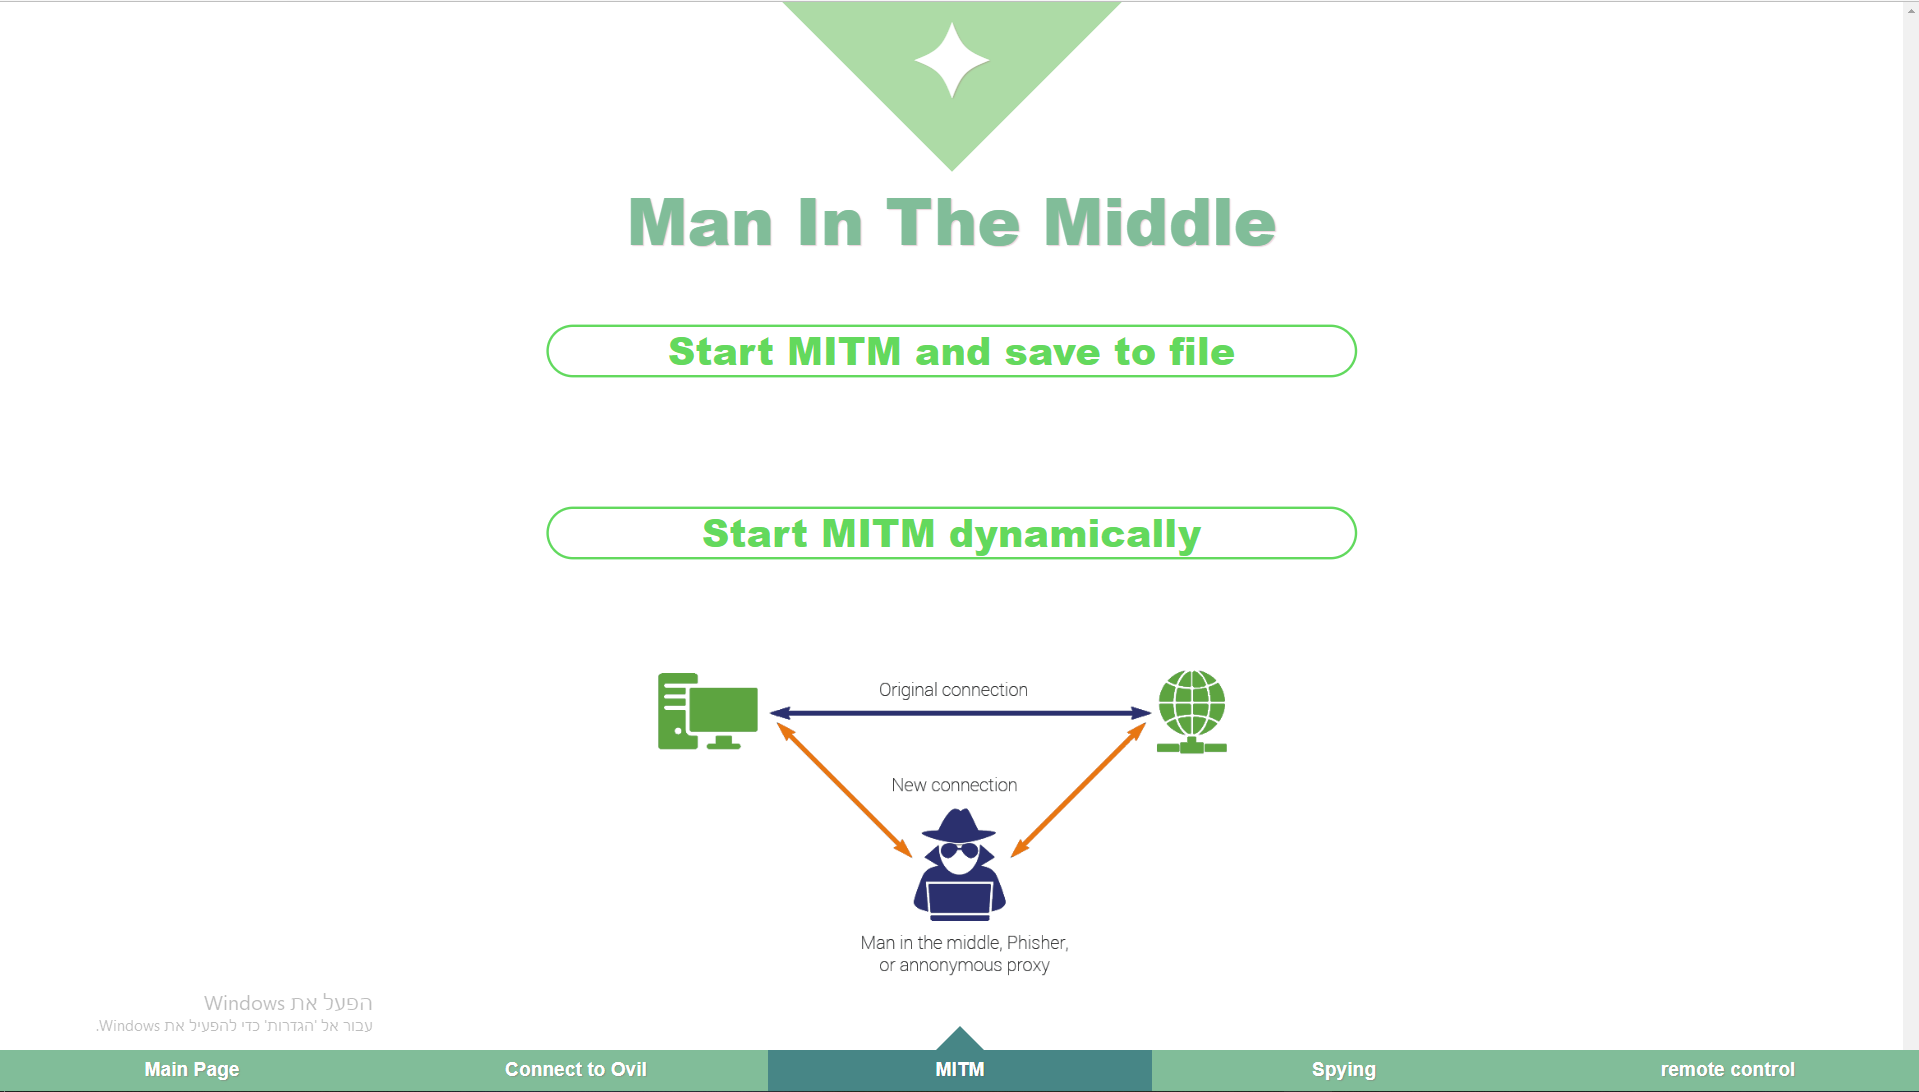 Man In The Middle
Start MITM and save to file
Start MITM dynamically
Original connection
New connection
Man in the middle, Phisher,
or annonymous proxy
הפעל את Windows
עבור אל 'הגדרות' כדי להפעיל את Windows.
Main Page
Connect to Ovil
MITM
Spying
remote control